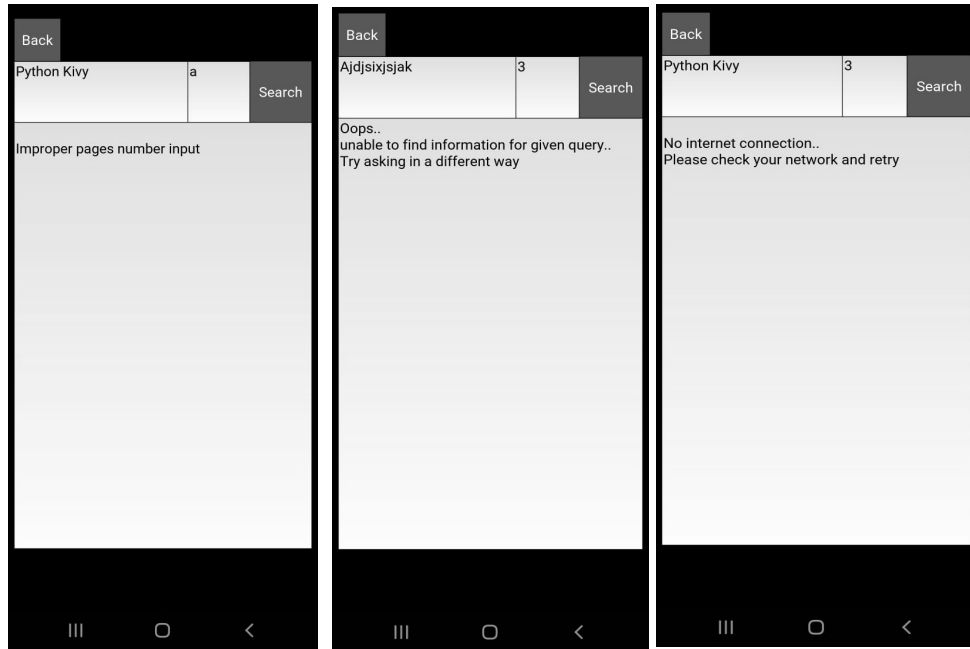 Back
Python Kivy a
Search
Improper pages number input
Back
Ajdjsixjsjak 3
Search
Oops..
unable to find information for given query..
Try asking in a different way
Back
Python Kivy 3
Search
No internet connection..
Please check your network and retry